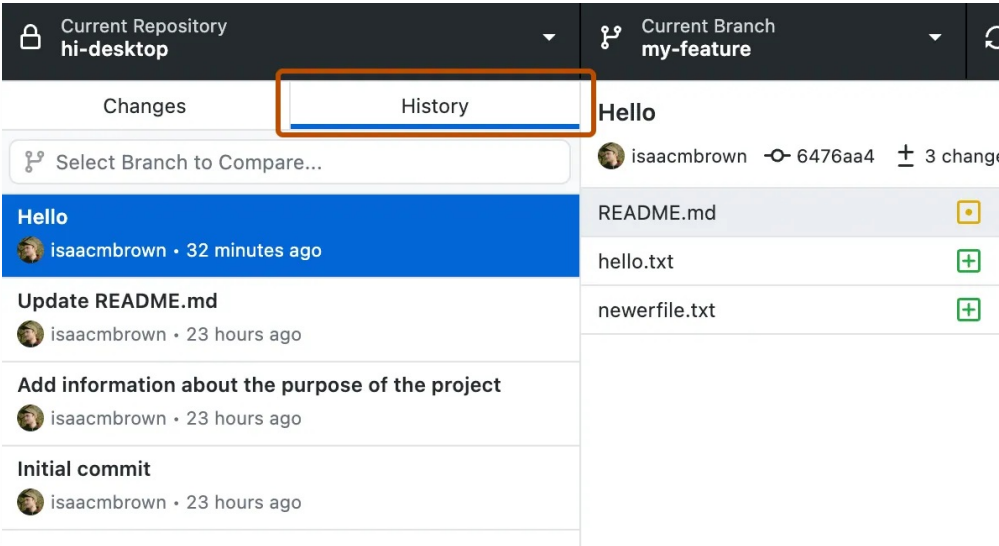 Current Repository
hi-desktop
Current Branch
my-feature
Changes
History
Select Branch to Compare...
Hello
isaacmbrown • 32 minutes ago
Update README.md
isaacmbrown • 23 hours ago
Add information about the purpose of the project
isaacmbrown • 23 hours ago
Initial commit
isaacmbrown • 23 hours ago
Hello
isaacmbrown 6476aa4 3 change
README.md
hello.txt
newerfile.txt